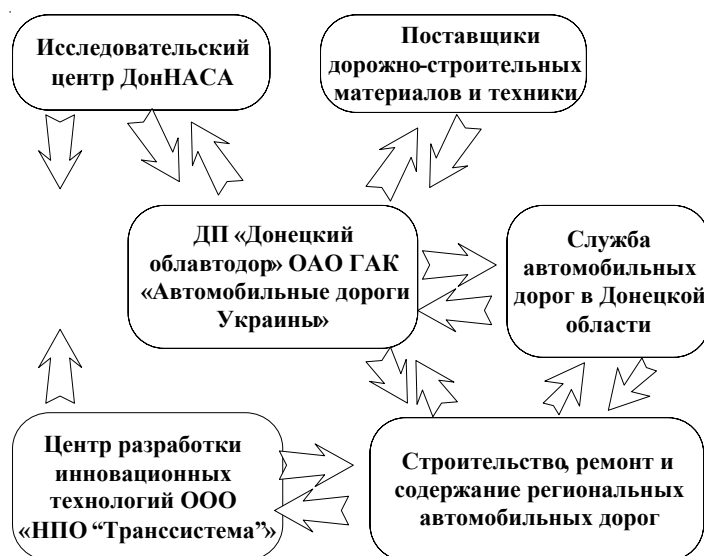 Исследовательский
центр ДонНАСА
Поставщики
дорожно-строительных
материалов и техники
ДП «Донецкий
облавтодор» ОАО ГАК
«Автомобильные дороги
Украины»
Служба
автомобильных
дорог в Донецкой
области
Центр разработки
инновационных
технологий ООО
«НПО “Транссистема”»
Строительство, ремонт и
содержание региональных
автомобильных дорог